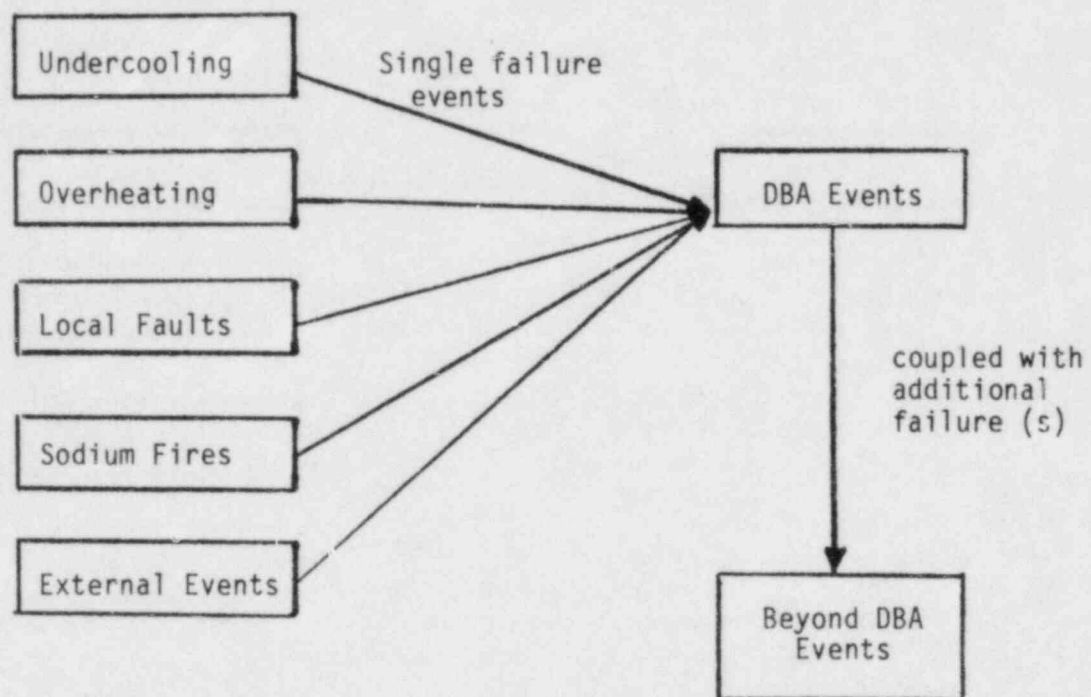 Undercooling
Single failure
events
Overheating
DBA Events
Local Faults
coupled with
additional
failure (s)
Sodium Fires
External Events
Beyond DBA
Events